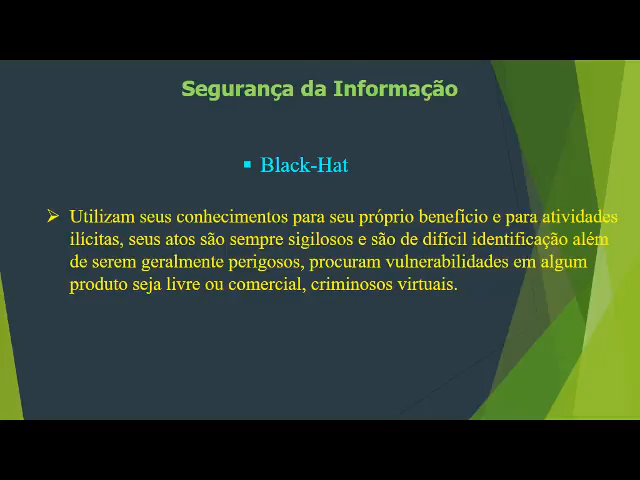 Segurança da Informação
▪ Black-Hat
➢ Utilizam seus conhecimentos para seu próprio benefício e para atividades
ilícitas, seus atos são sempre sigilosos e são de difícil identificação além
de serem geralmente perigosos, procuram vulnerabilidades em algum
produto seja livre ou comercial, criminosos virtuais.